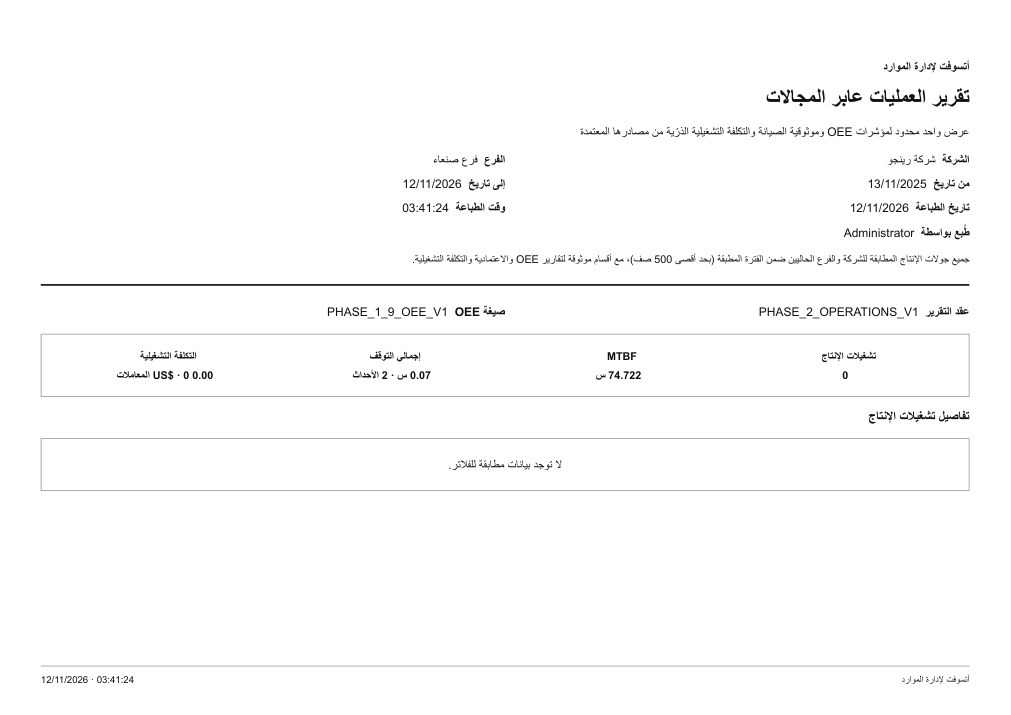 أتسوفت لإدارة الموارد
تقرير العمليات عابر المجالات
عرض واحد محدود لمؤشرات OEE وموثوقية الصيانة والتكلفة التشغيلية الذرّية من مصادرها المعتمدة
الشركة شركة رينجو
الفرع فرع صنعاء
من تاريخ 13/11/2025
إلى تاريخ 12/11/2026
تاريخ الطباعة 12/11/2026
وقت الطباعة 03:41:24
طُبع بواسطة Administrator
جميع جولات الإنتاج المطابقة للشركة والفرع الحاليين ضمن الفترة المطبقة (بحد أقصى 500 صف)، مع أقسام موثوقة لتقارير OEE والاعتمادية والتكلفة التشغيلية.
عقد التقرير PHASE_2_OPERATIONS_V1
صيغة OEE PHASE_1_9_OEE_V1
تشغيلات الإنتاج
0
MTBF
74.722 س
إجمالي التوقف
0.07 س · 2 الأحداث
التكلفة التشغيلية
US$ · 0 0.00 المعاملات
تفاصيل تشغيلات الإنتاج
لا توجد بيانات مطابقة للفلاتر.
أتسوفت لإدارة الموارد
12/11/2026 · 03:41:24